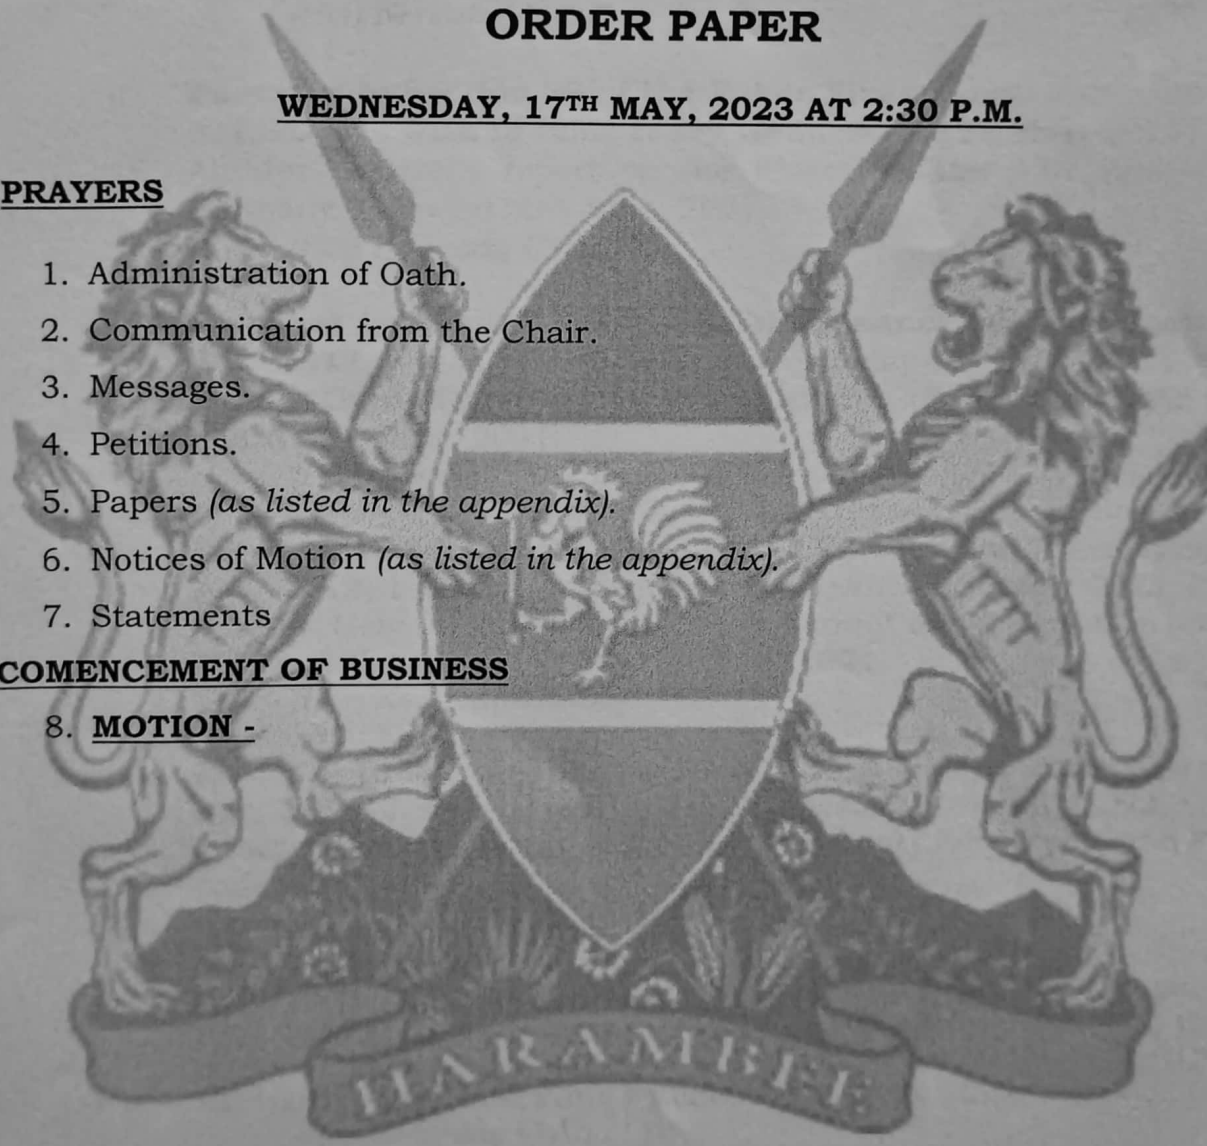 ORDER PAPER
WEDNESDAY, 17TH MAY, 2023 AT 2:30 P.M.
PRAYERS
1. Administration of Oath.
2. Communication from the Chair.
3. Messages.
4. Petitions.
5. Papers (as listed in the appendix).
6. Notices of Motion (as listed in the appendix).
7. Statements
COMENCEMENT OF BUSINESS
8. MOTION -
HARAMBEE